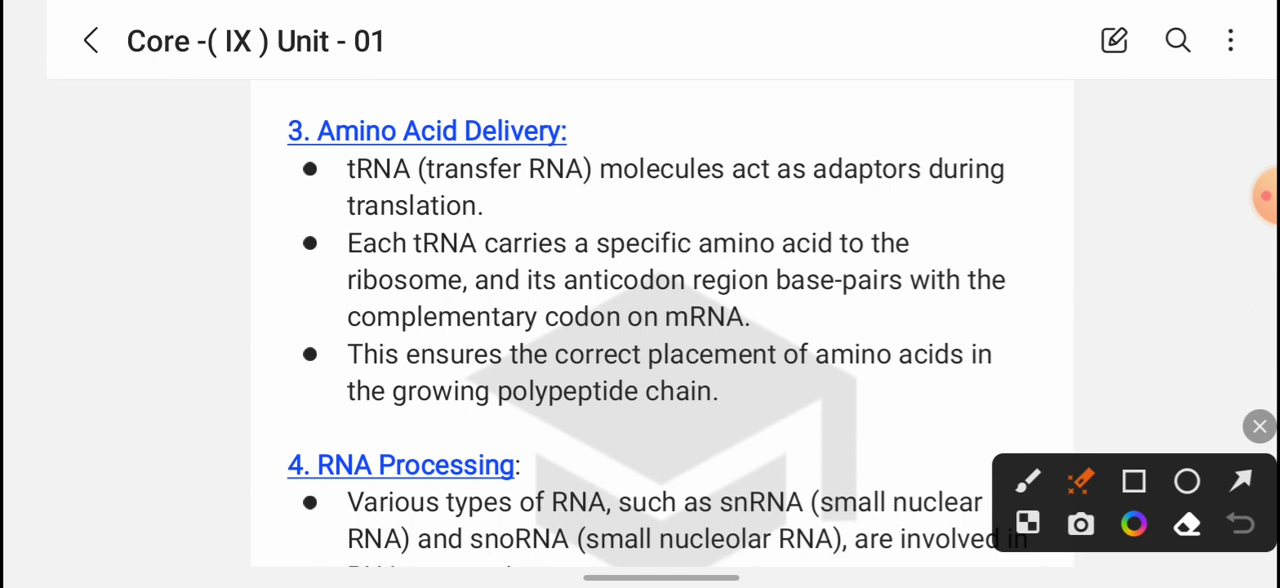 Core -( IX ) Unit - 01
3. Amino Acid Delivery:
● tRNA (transfer RNA) molecules act as adaptors during
translation.
● Each tRNA carries a specific amino acid to the
ribosome, and its anticodon region base-pairs with the
complementary codon on mRNA.
● This ensures the correct placement of amino acids in
the growing polypeptide chain.
4. RNA Processing:
● Various types of RNA, such as snRNA (small nuclear
RNA) and snoRNA (small nucleolar RNA), are involved in